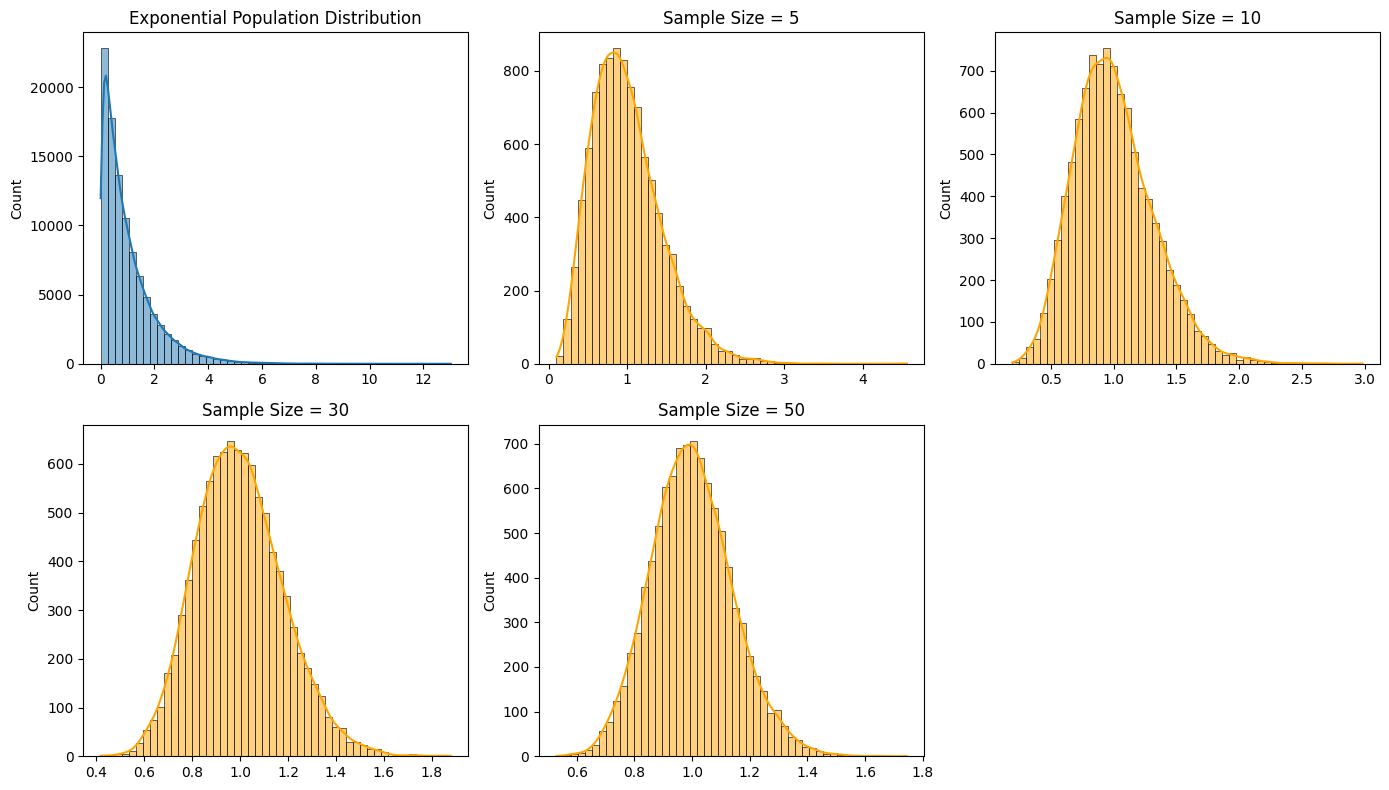 Exponential Population Distribution
Count
20000
15000
10000
5000
0
0 2 4 6 8 10 12
Sample Size = 5
Count
800
600
400
200
0
0 1 2 3 4
Sample Size = 10
Count
700
600
500
400
300
200
100
0
0.5 1.0 1.5 2.0 2.5 3.0
Sample Size = 30
Count
600
500
400
300
200
100
0
0.4 0.6 0.8 1.0 1.2 1.4 1.6 1.8
Sample Size = 50
Count
700
600
500
400
300
200
100
0
0.6 0.8 1.0 1.2 1.4 1.6 1.8